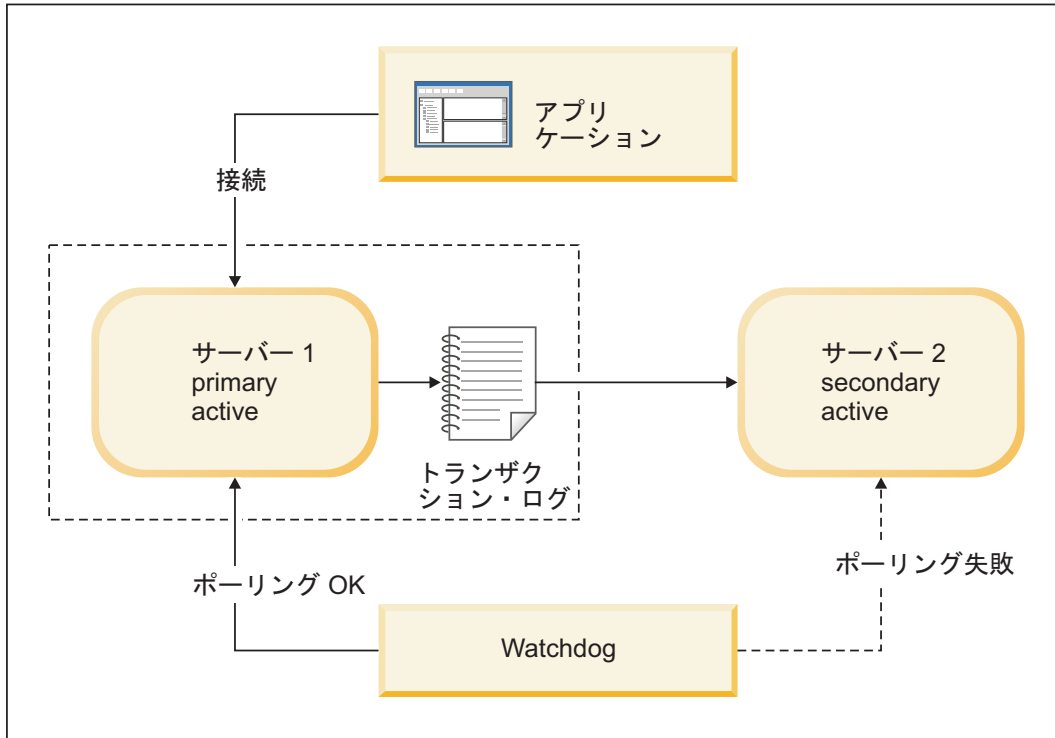 アプリ
ケーション
接続
サーバー 1
primary
active
サーバー 2
secondary
active
トランザク
ション・ログ
ポーリング OK
ポーリング失敗
Watchdog